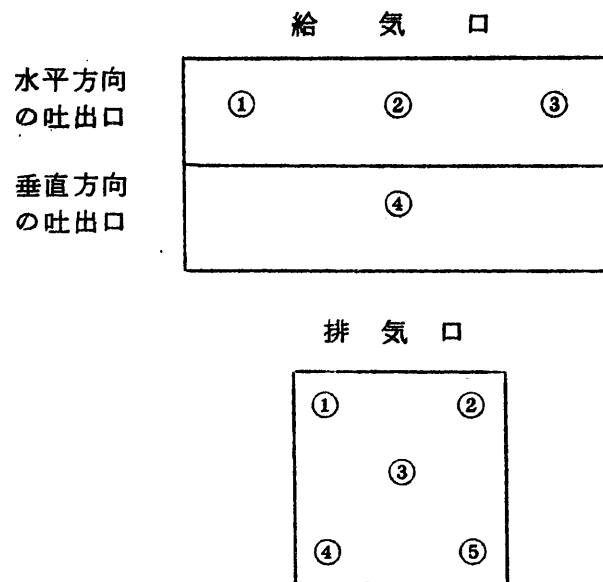 給気口
水平方向
の吐出口
① ② ③
垂直方向
の吐出口
④
排気口
① ②
③
④ ⑤